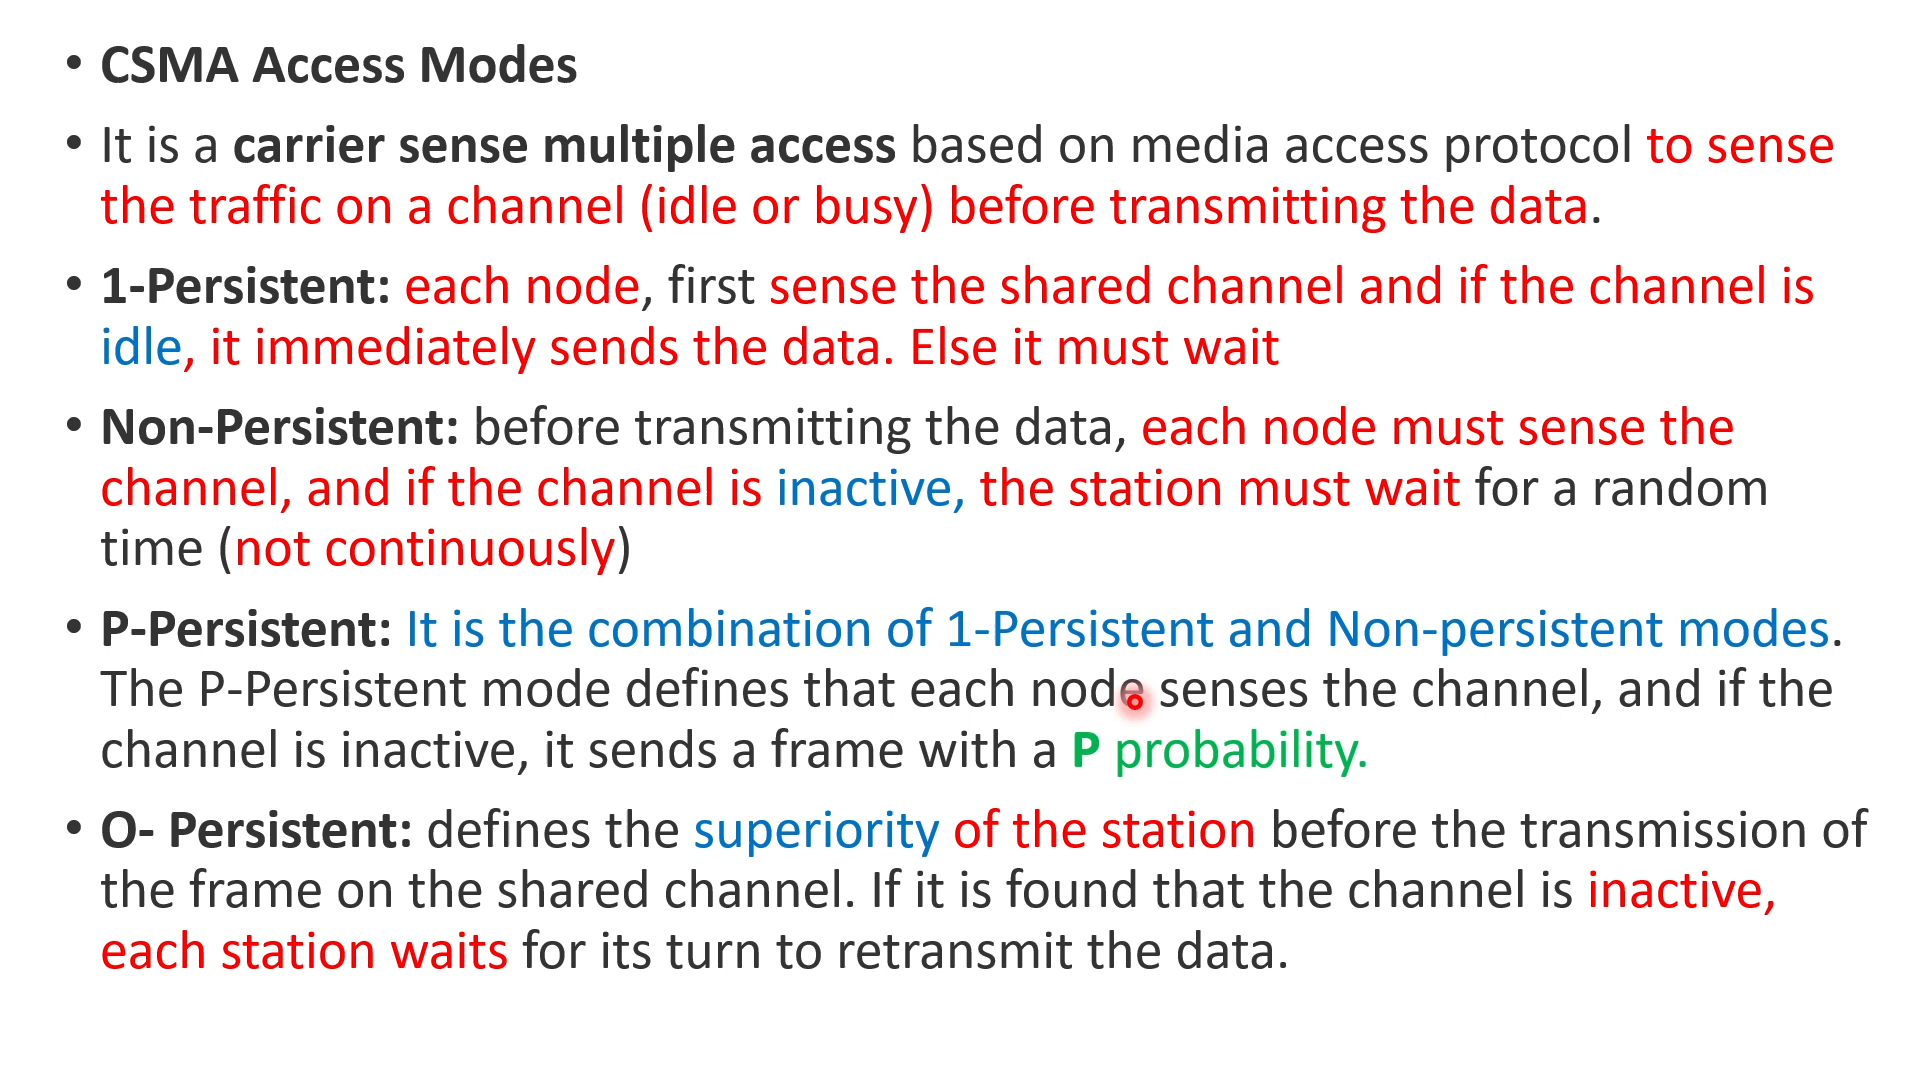 • CSMA Access Modes
• It is a carrier sense multiple access based on media access protocol to sense
the traffic on a channel (idle or busy) before transmitting the data.
• 1-Persistent: each node, first sense the shared channel and if the channel is
idle, it immediately sends the data. Else it must wait
• Non-Persistent: before transmitting the data, each node must sense the
channel, and if the channel is inactive, the station must wait for a random
time (not continuously)
• P-Persistent: It is the combination of 1-Persistent and Non-persistent modes.
The P-Persistent mode defines that each node senses the channel, and if the
channel is inactive, it sends a frame with a P probability.
• O- Persistent: defines the superiority of the station before the transmission of
the frame on the shared channel. If it is found that the channel is inactive,
each station waits for its turn to retransmit the data.